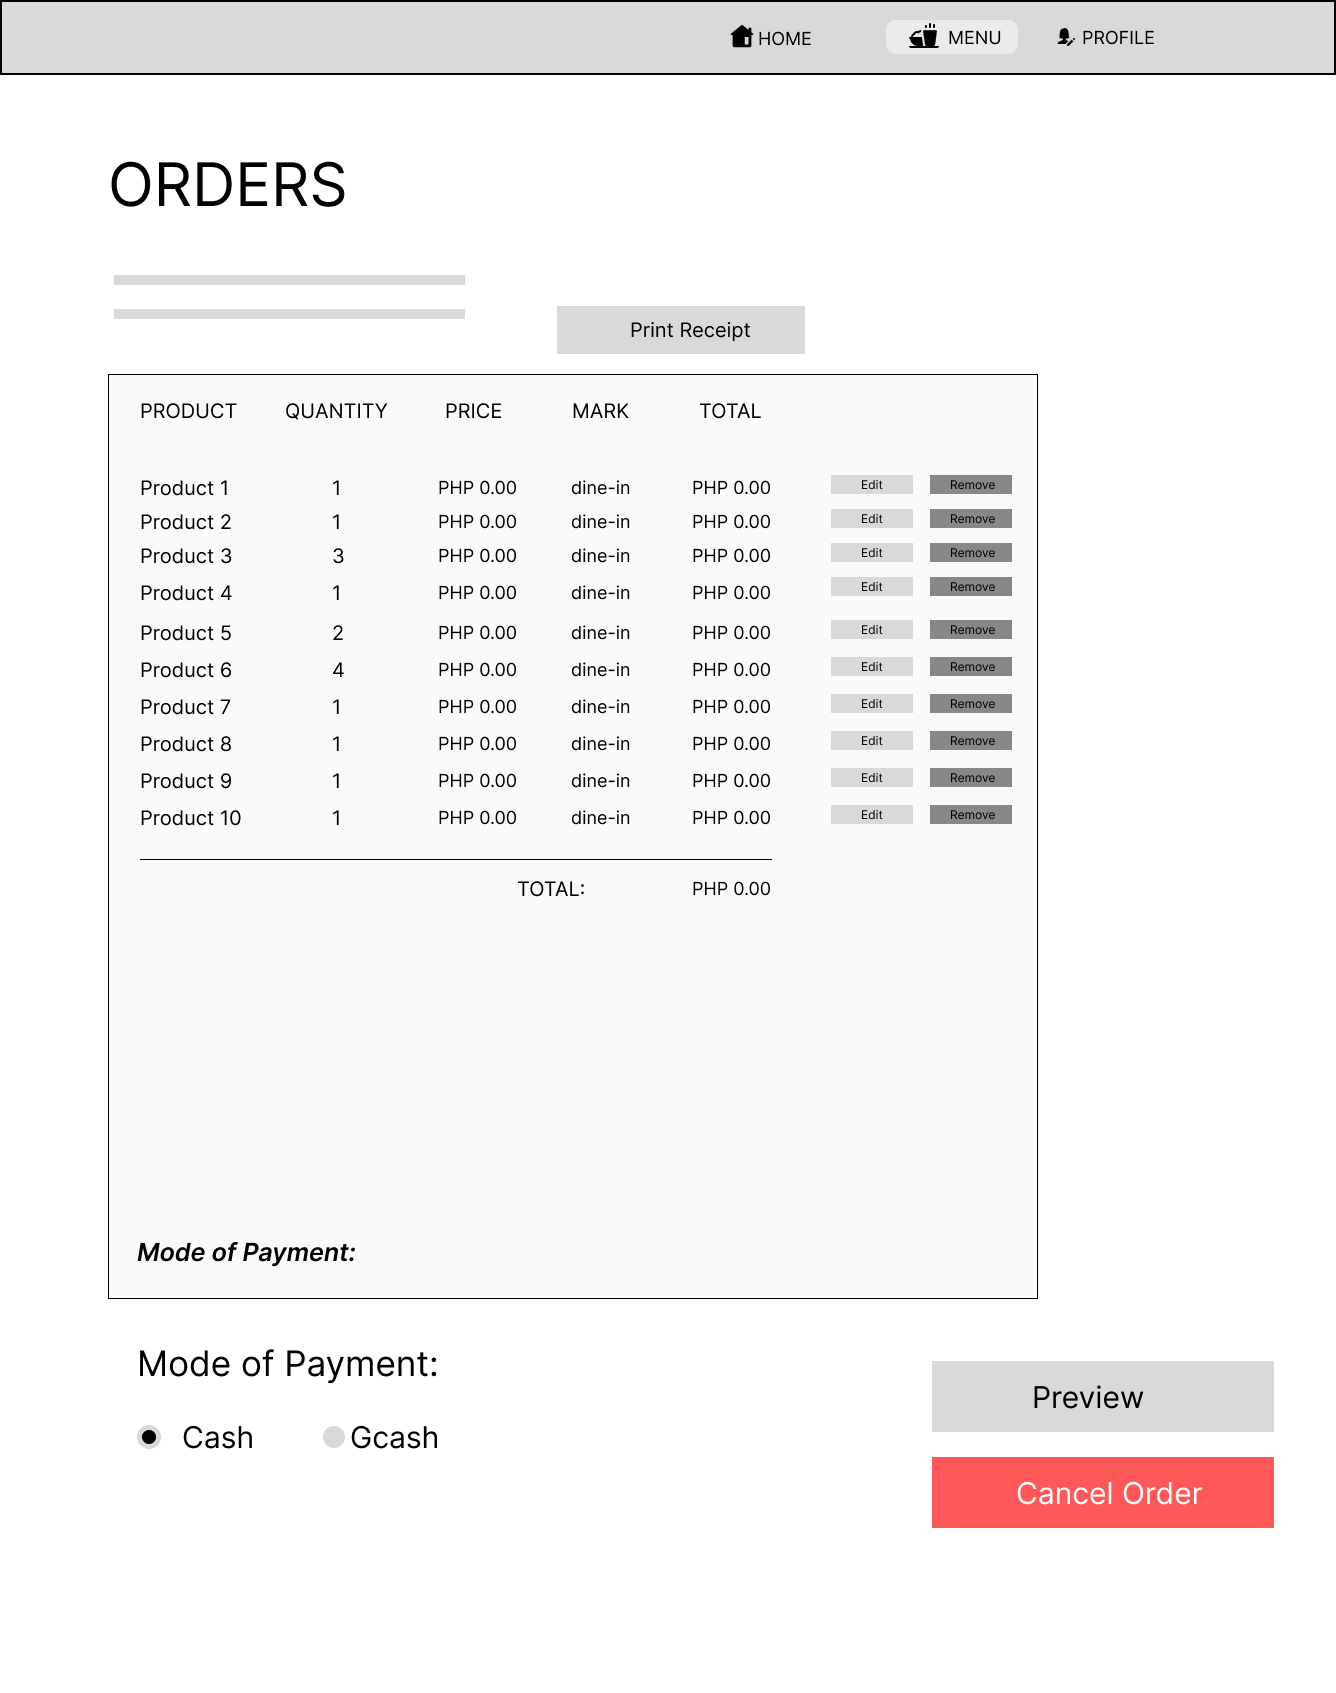 HOME MENU PROFILE
ORDERS
Print Receipt
PRODUCT QUANTITY PRICE MARK TOTAL
Product 1 1 PHP 0.00 dine-in PHP 0.00 Edit Remove
Product 2 1 PHP 0.00 dine-in PHP 0.00 Edit Remove
Product 3 3 PHP 0.00 dine-in PHP 0.00 Edit Remove
Product 4 1 PHP 0.00 dine-in PHP 0.00 Edit Remove
Product 5 2 PHP 0.00 dine-in PHP 0.00 Edit Remove
Product 6 4 PHP 0.00 dine-in PHP 0.00 Edit Remove
Product 7 1 PHP 0.00 dine-in PHP 0.00 Edit Remove
Product 8 1 PHP 0.00 dine-in PHP 0.00 Edit Remove
Product 9 1 PHP 0.00 dine-in PHP 0.00 Edit Remove
Product 10 1 PHP 0.00 dine-in PHP 0.00 Edit Remove
TOTAL: PHP 0.00
Mode of Payment:
Mode of Payment:
Cash Gcash
Preview
Cancel Order